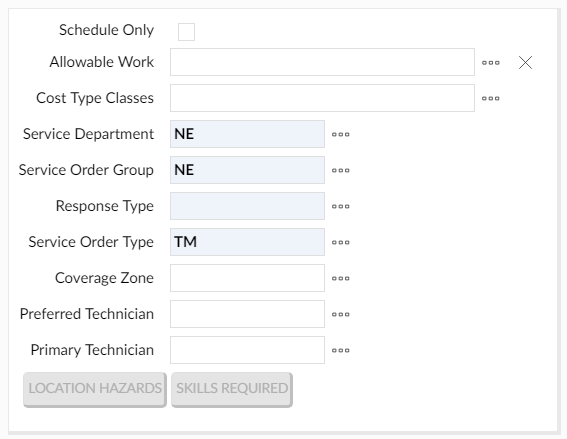 Schedule Only
Allowable Work
Cost Type Classes
Service Department NE
Service Order Group NE
Response Type
Service Order Type TM
Coverage Zone
Preferred Technician
Primary Technician
LOCATION HAZARDS SKILLS REQUIRED